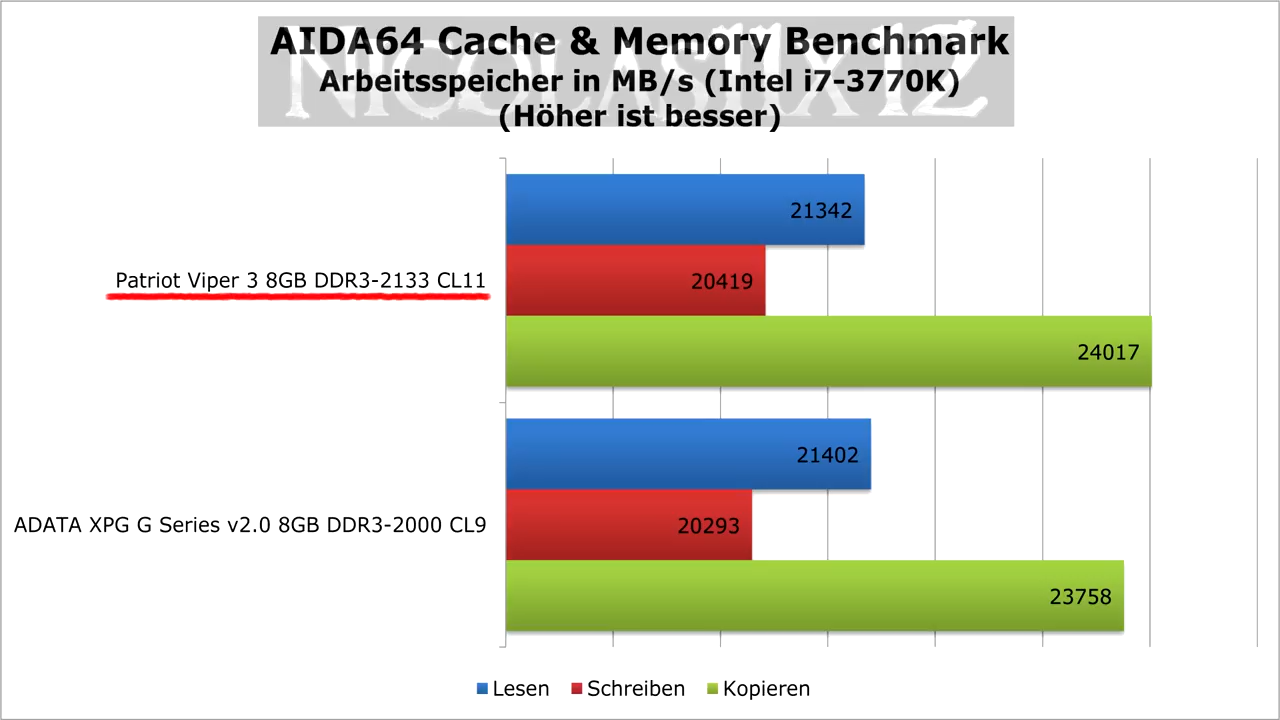 AIDA64 Cache & Memory Benchmark
Arbeitsspeicher in MB/s (Intel i7-3770K)
(Höher ist besser)
NICOLAS11X12
21342
Patriot Viper 3 8GB DDR3-2133 CL11
20419
24017
21402
ADATA XPG G Series v2.0 8GB DDR3-2000 CL9
20293
23758
Lesen Schreiben Kopieren